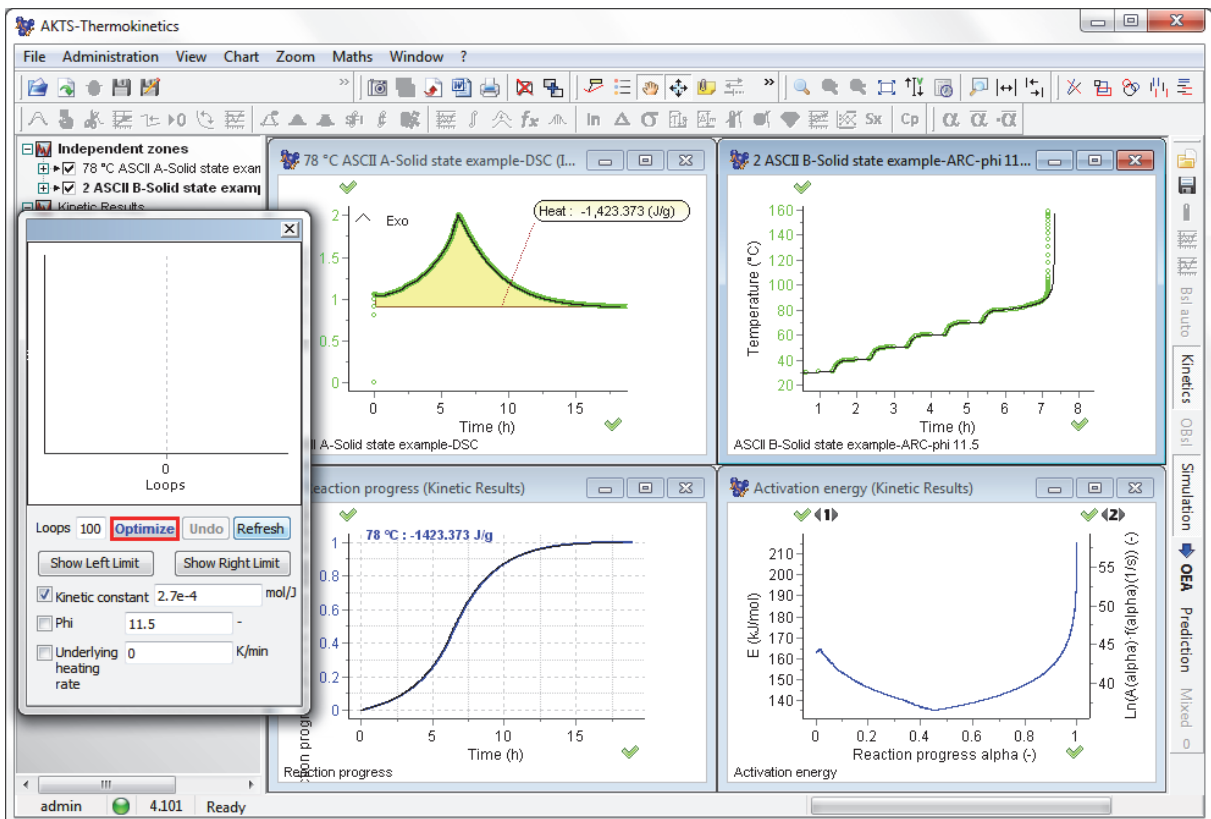 AKTS-Thermokinetics
File Administration View Chart Zoom Maths Window ?
Independent zones
78 °C ASCII A-Solid state exan
2 ASCII B-Solid state examp
Kinetic Results
Loops
0
Loops 100 Optimize Undo Refresh
Show Left Limit Show Right Limit
Kinetic constant 2.7e-4 mol/J
Phi 11.5 -
Underlying 0 K/min
heating
rate
78 °C ASCII A-Solid state example-DSC (I...
Exo
Heat : -1,423.373 (J/g)
2
1.5
1
0.5
0
0 5 10 15
Time (h)
II A-Solid state example-DSC
2 ASCII B-Solid state example-ARC-phi 11...
Temperature (°C)
160
140
120
100
80
60
40
20
1 2 3 4 5 6 7 8
Time (h)
ASCII B-Solid state example-ARC-phi 11.5
eaction progress (Kinetic Results)
78 °C : -1423.373 J/g
1
0.8
0.6
0.4
0.2
0
0 5 10 15
Time (h)
Reaction progress
Activation energy (Kinetic Results)
(1) (2)
E (kJ/mol)
210
200
190
180
170
160
150
140
55
50
45
40
Ln(A(alpha)·f(alpha)(1/s)) (-)
0 0.2 0.4 0.6 0.8 1
Reaction progress alpha (-)
Activation energy
fx
ln Δ σ
Sx Cp α α -α
Bsl auto
Kinetics
OBsl
Simulation
OEA
Prediction
Mixed
0
admin 4.101 Ready